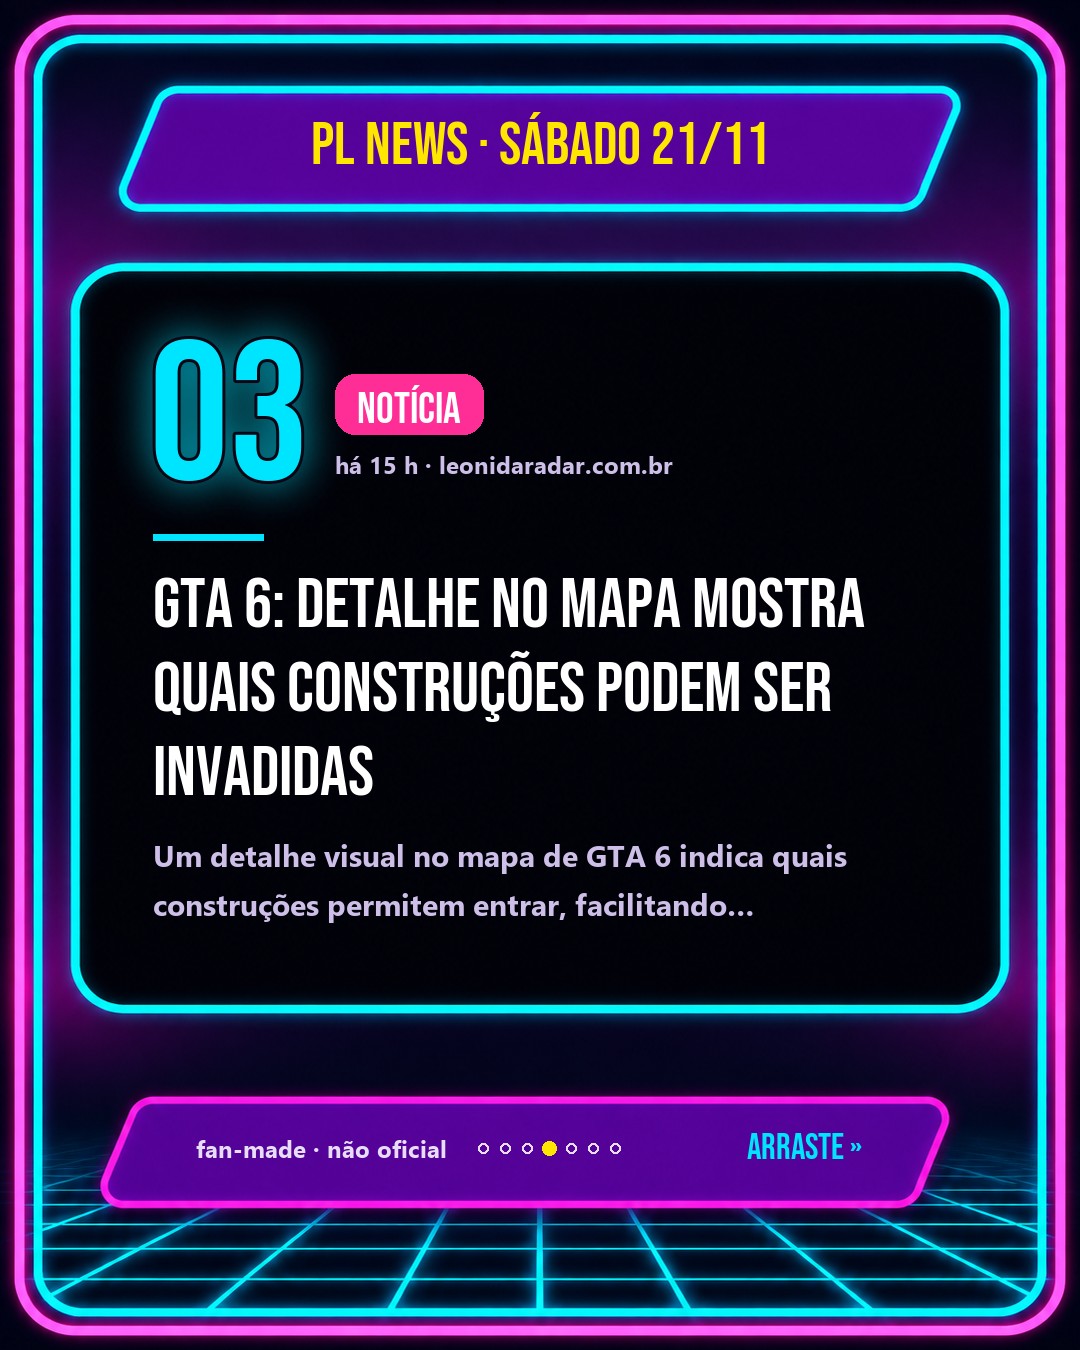 PL NEWS · SÁBADO 21/11
03
NOTÍCIA
há 15 h · leonidaradar.com.br
GTA 6: DETALHE NO MAPA MOSTRA
QUAIS CONSTRUÇÕES PODEM SER
INVADIDAS
Um detalhe visual no mapa de GTA 6 indica quais
construções permitem entrar, facilitando...
fan-made · não oficial
ARRASTE »